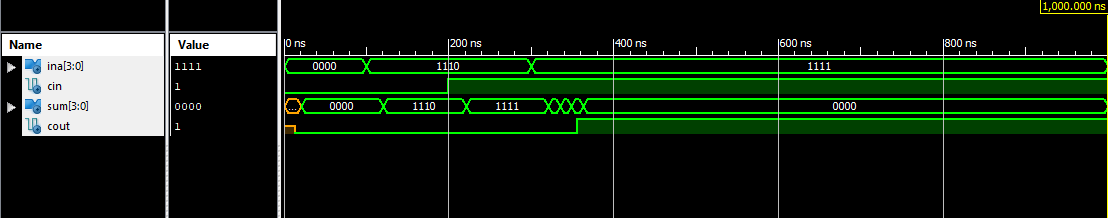 1,000.000 ns
Name Value
0 ns 200 ns 400 ns 600 ns 800 ns
ina[3:0] 1111 0000 1110 1111
cin 1
sum[3:0] 0000 ... 0000 1110 1111 0000
cout 1